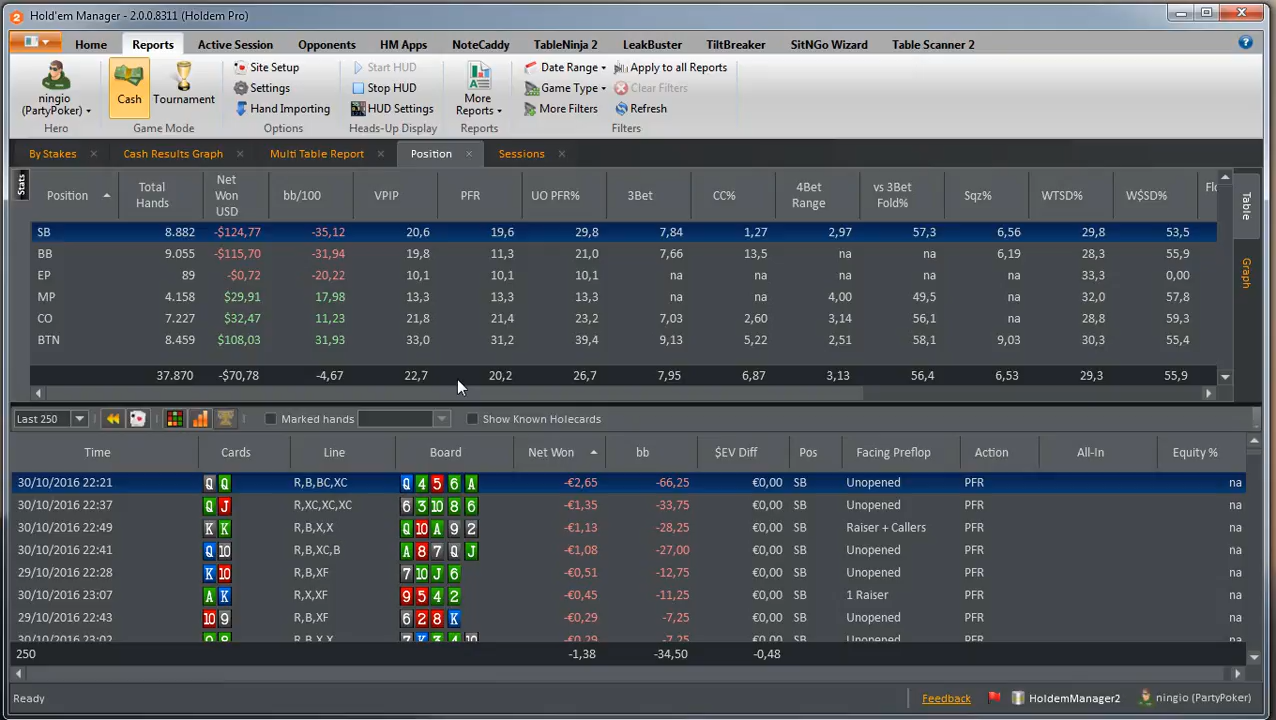 Hold'em Manager - 2.0.0.8311 (Holdem Pro)
Home Reports Active Session Opponents HM Apps NoteCaddy TableNinja 2 LeakBuster TiltBreaker SitNGo Wizard Table Scanner 2
ningio
(PartyPoker)
Hero
Cash
Tournament
Game Mode
Site Setup
Settings
Hand Importing
Options
Start HUD
Stop HUD
HUD Settings
Heads-Up Display
More
Reports
Reports
Date Range
Game Type
More Filters
Apply to all Reports
Clear Filters
Refresh
Filters
By Stakes Cash Results Graph Multi Table Report Position Sessions
Stats
Table
Graph
Position Total Hands Net Won USD bb/100 VPIP PFR UO PFR% 3Bet CC% 4Bet Range vs 3Bet Fold% Sqz% WTSD% W$SD%
SB 8.882 -$124,77 -35,12 20,6 19,6 29,8 7,84 1,27 2,97 57,3 6,56 29,8 53,5
BB 9.055 -$115,70 -31,94 19,8 11,3 21,0 7,66 13,5 na na 6,19 28,3 55,9
EP 89 -$0,72 -20,22 10,1 10,1 10,1 na na na na na 33,3 0,00
MP 4.158 $29,91 17,98 13,3 13,3 13,3 na na 4,00 49,5 na 32,0 57,8
CO 7.227 $32,47 11,23 21,8 21,4 23,2 7,03 2,60 3,14 56,1 na 28,8 59,3
BTN 8.459 $108,03 31,93 33,0 31,2 39,4 9,13 5,22 2,51 58,1 9,03 30,3 55,4
37.870 -$70,78 -4,67 22,7 20,2 26,7 7,95 6,87 3,13 56,4 6,53 29,3 55,9
Last 250 Marked hands Show Known Holecards
Time Cards Line Board Net Won bb $EV Diff Pos Facing Preflop Action All-In Equity %
30/10/2016 22:21 Q Q R,B,BC,XC Q 4 5 6 A -€2,65 -66,25 €0,00 SB Unopened PFR na
30/10/2016 22:37 Q J R,XC,XC,XC 6 3 10 8 6 -€1,35 -33,75 €0,00 SB Unopened PFR na
30/10/2016 22:49 K K R,B,X,X Q 10 A 9 2 -€1,13 -28,25 €0,00 SB Raiser + Callers PFR na
30/10/2016 22:41 Q 10 R,B,XC,B A 8 7 Q J -€1,08 -27,00 €0,00 SB Unopened PFR na
29/10/2016 22:28 K 10 R,B,XF 7 10 J 6 -€0,51 -12,75 €0,00 SB Unopened PFR na
30/10/2016 23:07 A K R,X,XF 9 5 4 2 -€0,45 -11,25 €0,00 SB 1 Raiser PFR na
29/10/2016 22:43 10 9 R,B,XF 6 2 8 K -€0,29 -7,25 €0,00 SB Unopened PFR na
30/10/2016 23:02 R,B,X,X 7 K 3 4 10 -€0,29 -7,25 €0,00 SB Unopened PFR na
250 -1,38 -34,50 -0,48
Ready Feedback HoldemManager2 ningio (PartyPoker)